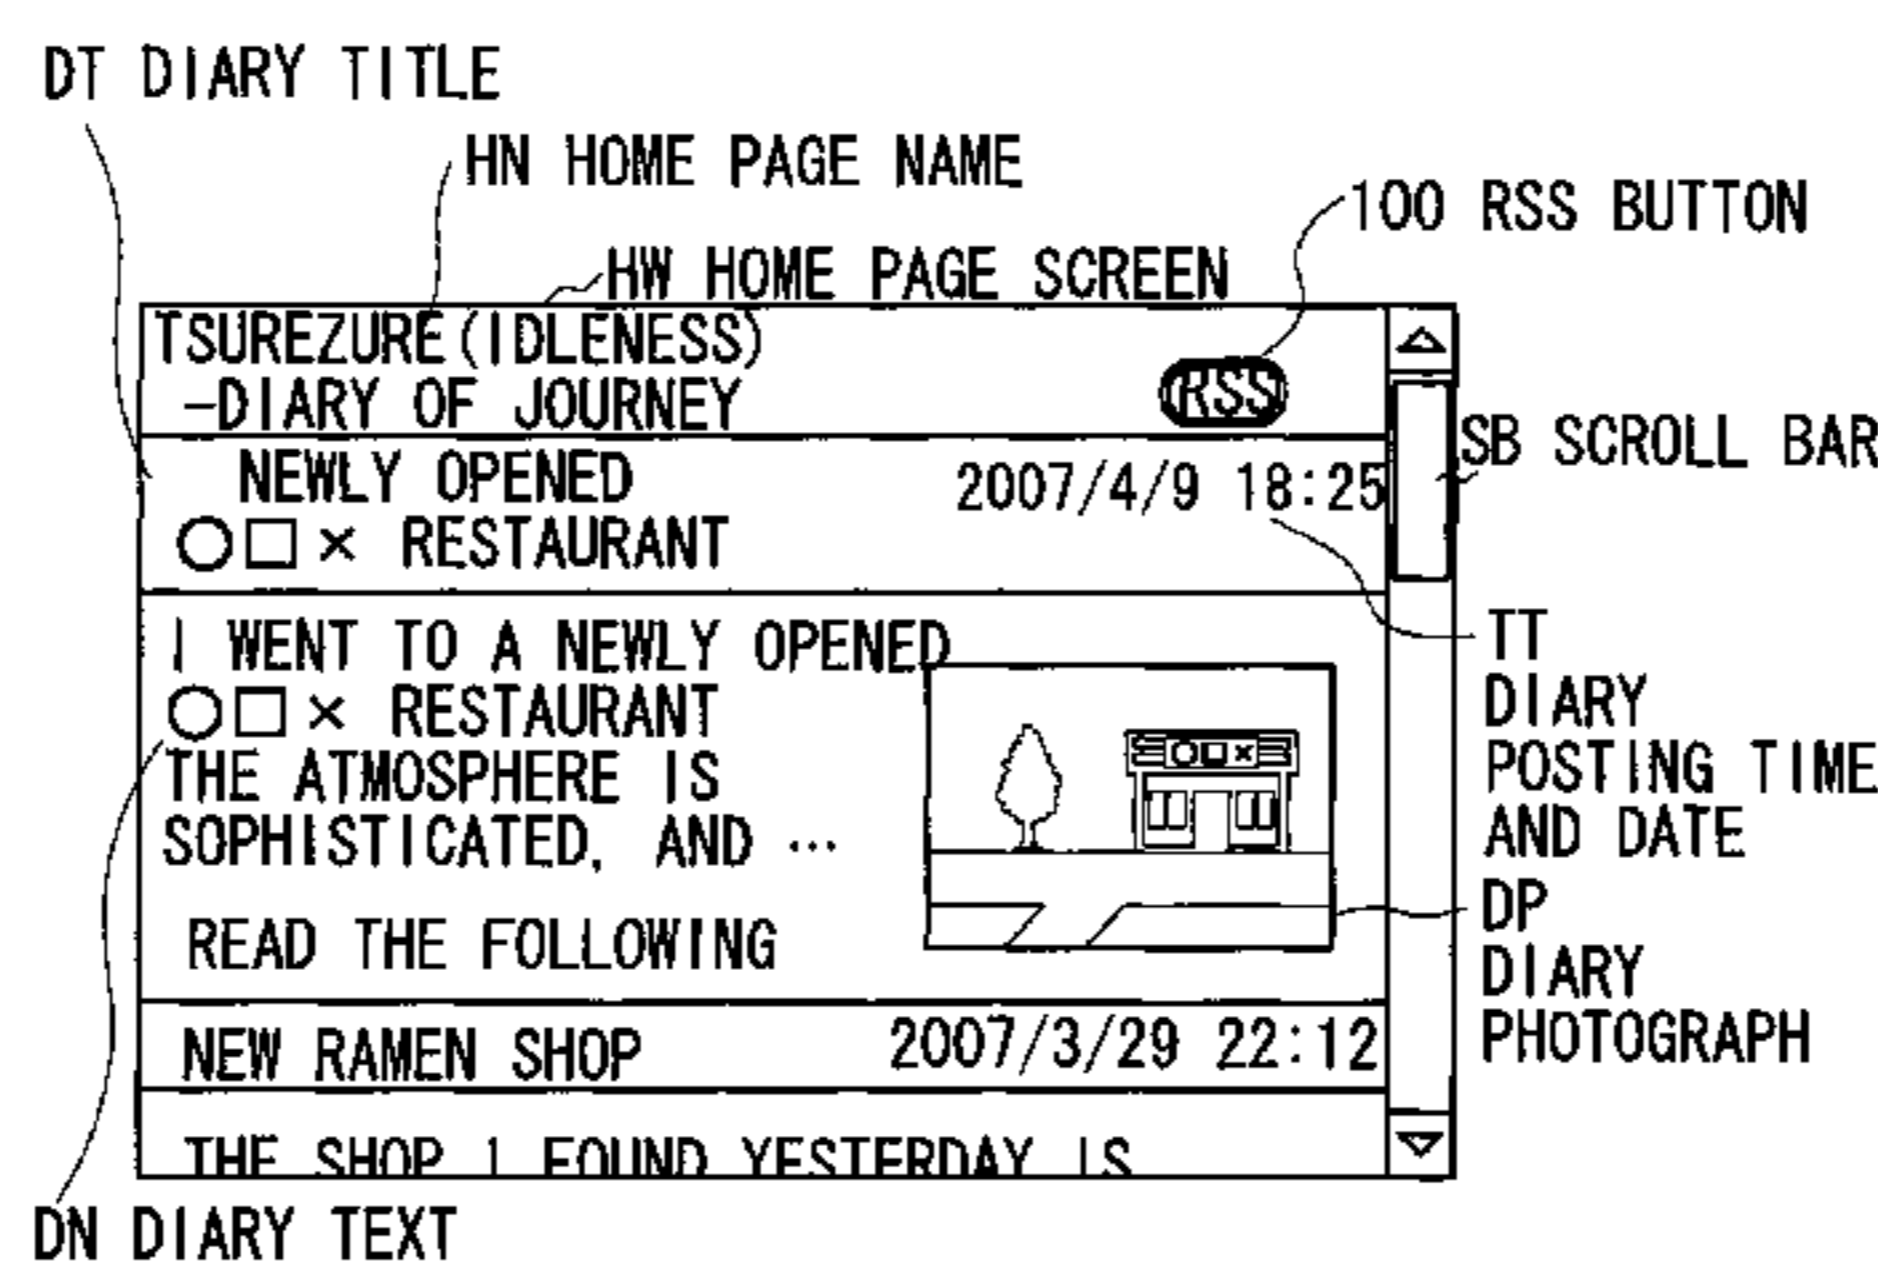 DT DIARY TITLE
HN HOME PAGE NAME
100 RSS BUTTON
HW HOME PAGE SCREEN
TSUREZURE(IDLENESS)
-DIARY OF JOURNEY
RSS
SB SCROLL BAR
NEWLY OPENED
2007/4/9 18:25
○□× RESTAURANT
I WENT TO A NEWLY OPENED
○□× RESTAURANT
THE ATMOSPHERE IS
SOPHISTICATED, AND ...
○□×
READ THE FOLLOWING
TT
DIARY
POSTING TIME
AND DATE
DP
DIARY
PHOTOGRAPH
NEW RAMEN SHOP
2007/3/29 22:12
THE SHOP I FOUND YESTERDAY IS
DN DIARY TEXT